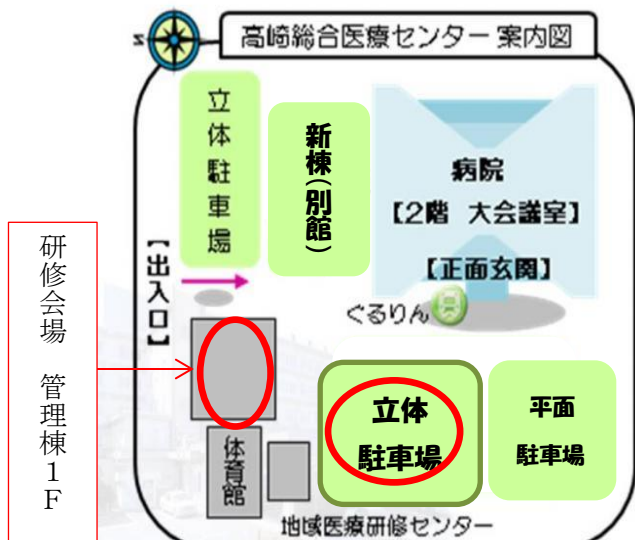 高崎総合医療センター 案内図
N
立体駐車場
新棟(別館)
病院
【2階 大会議室】
【正面玄関】
ぐるりん
【出入口】
研修会場 管理棟1F
体育館
立体
駐車場
平面
駐車場
地域医療研修センター